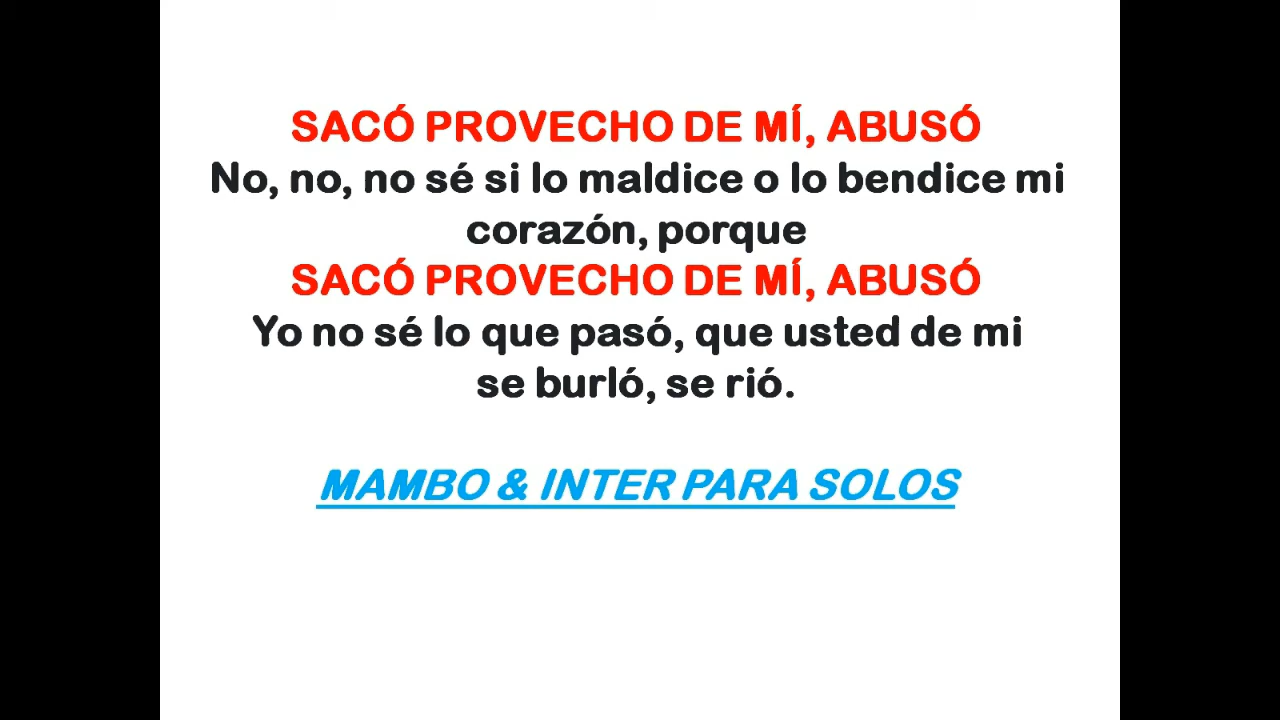 SACÓ PROVECHO DE MÍ, ABUSÓ
No, no, no sé si lo maldice o lo bendice mi
corazón, porque
SACÓ PROVECHO DE MÍ, ABUSÓ
Yo no sé lo que pasó, que usted de mi
se burló, se rió.
MAMBO & INTER PARA SOLOS